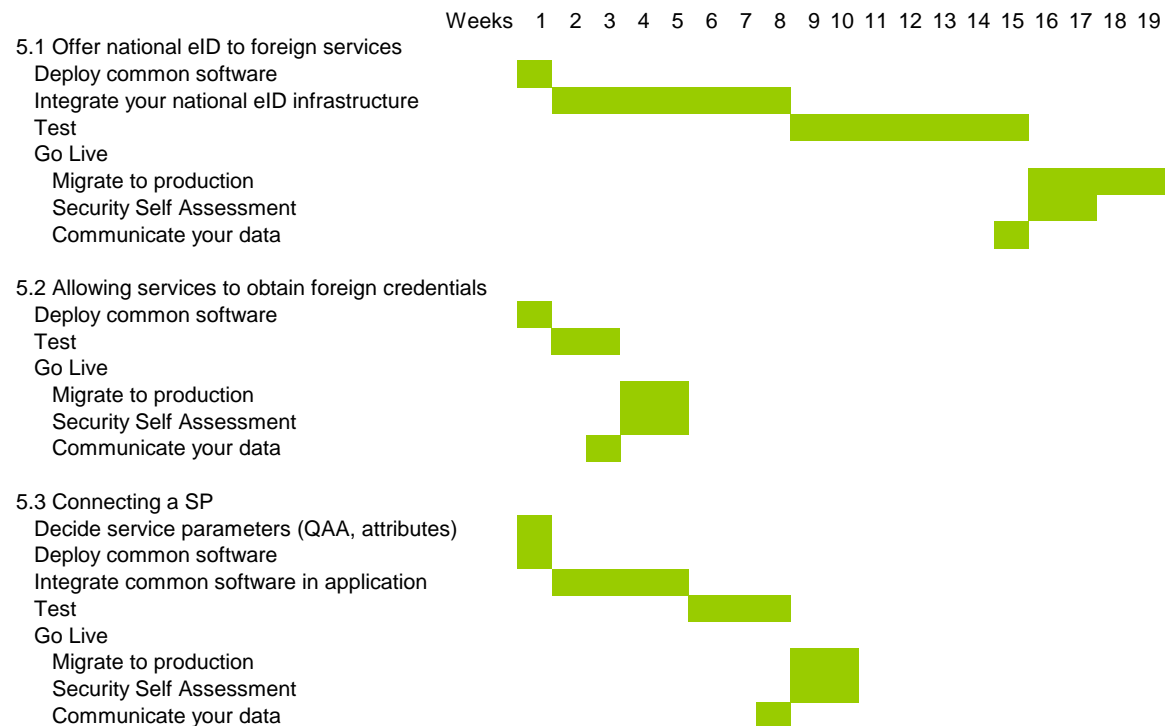 Weeks 1 2 3 4 5 6 7 8 9 10 11 12 13 14 15 16 17 18 19
5.1 Offer national eID to foreign services
Deploy common software
Integrate your national eID infrastructure
Test
Go Live
Migrate to production
Security Self Assessment
Communicate your data
5.2 Allowing services to obtain foreign credentials
Deploy common software
Test
Go Live
Migrate to production
Security Self Assessment
Communicate your data
5.3 Connecting a SP
Decide service parameters (QAA, attributes)
Deploy common software
Integrate common software in application
Test
Go Live
Migrate to production
Security Self Assessment
Communicate your data